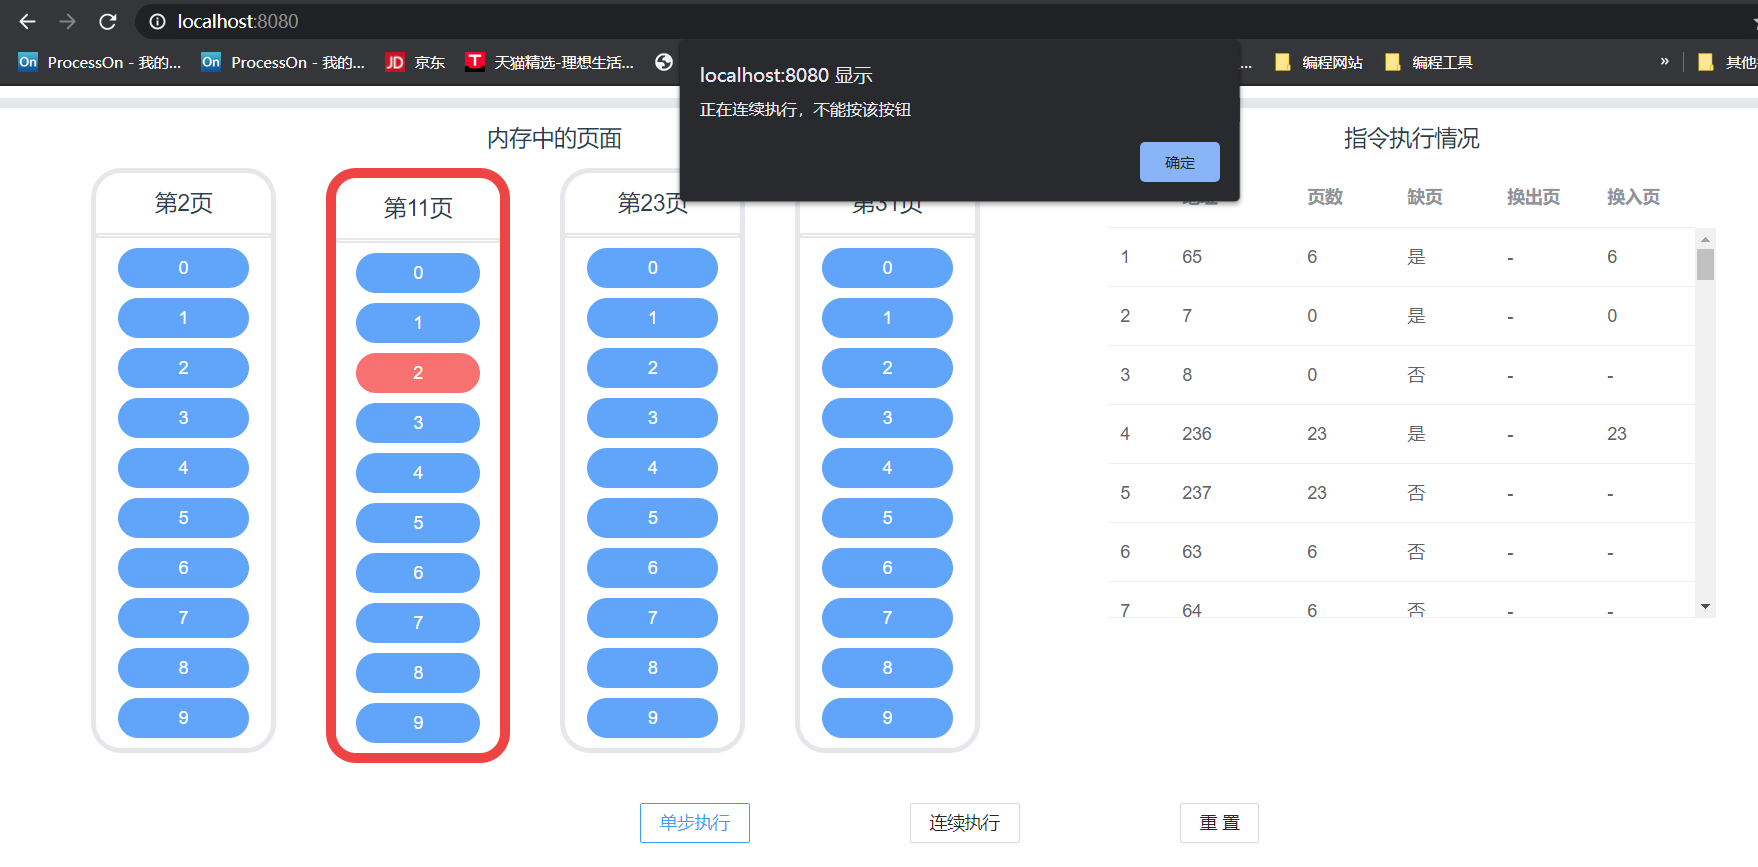 localhost:8080
On ProcessOn - 我的... On ProcessOn - 我的... JD 京东 T 天猫精选-理想生活... ... 编程网站 编程工具 » 其他
localhost:8080 显示
正在连续执行，不能按该按钮
确定
内存中的页面
第2页 第11页 第23页 第31页
0 0 0 0
1 1 1 1
2 2 2 2
3 3 3 3
4 4 4 4
5 5 5 5
6 6 6 6
7 7 7 7
8 8 8 8
9 9 9 9
指令执行情况
页数 缺页 换出页 换入页
1 65 6 是 - 6
2 7 0 是 - 0
3 8 0 否 - -
4 236 23 是 - 23
5 237 23 否 - -
6 63 6 否 - -
7 64 6 否 - -
单步执行 连续执行 重 置